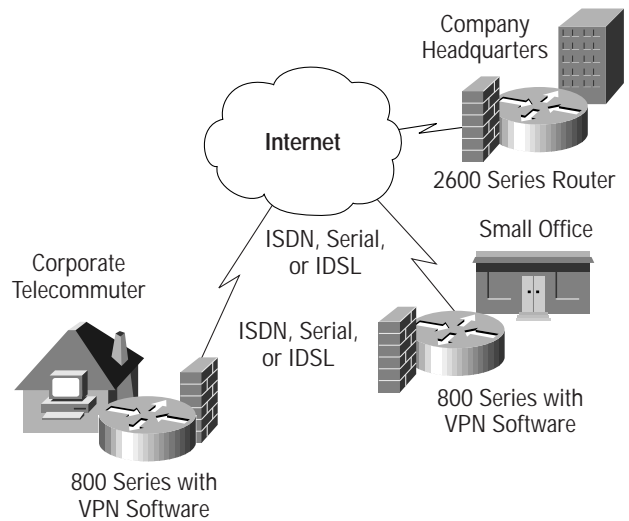 Company
Headquarters
Internet
2600 Series Router
Small Office
ISDN, Serial,
or IDSL
Corporate
Telecommuter
ISDN, Serial,
or IDSL
800 Series with
VPN Software
800 Series with
VPN Software